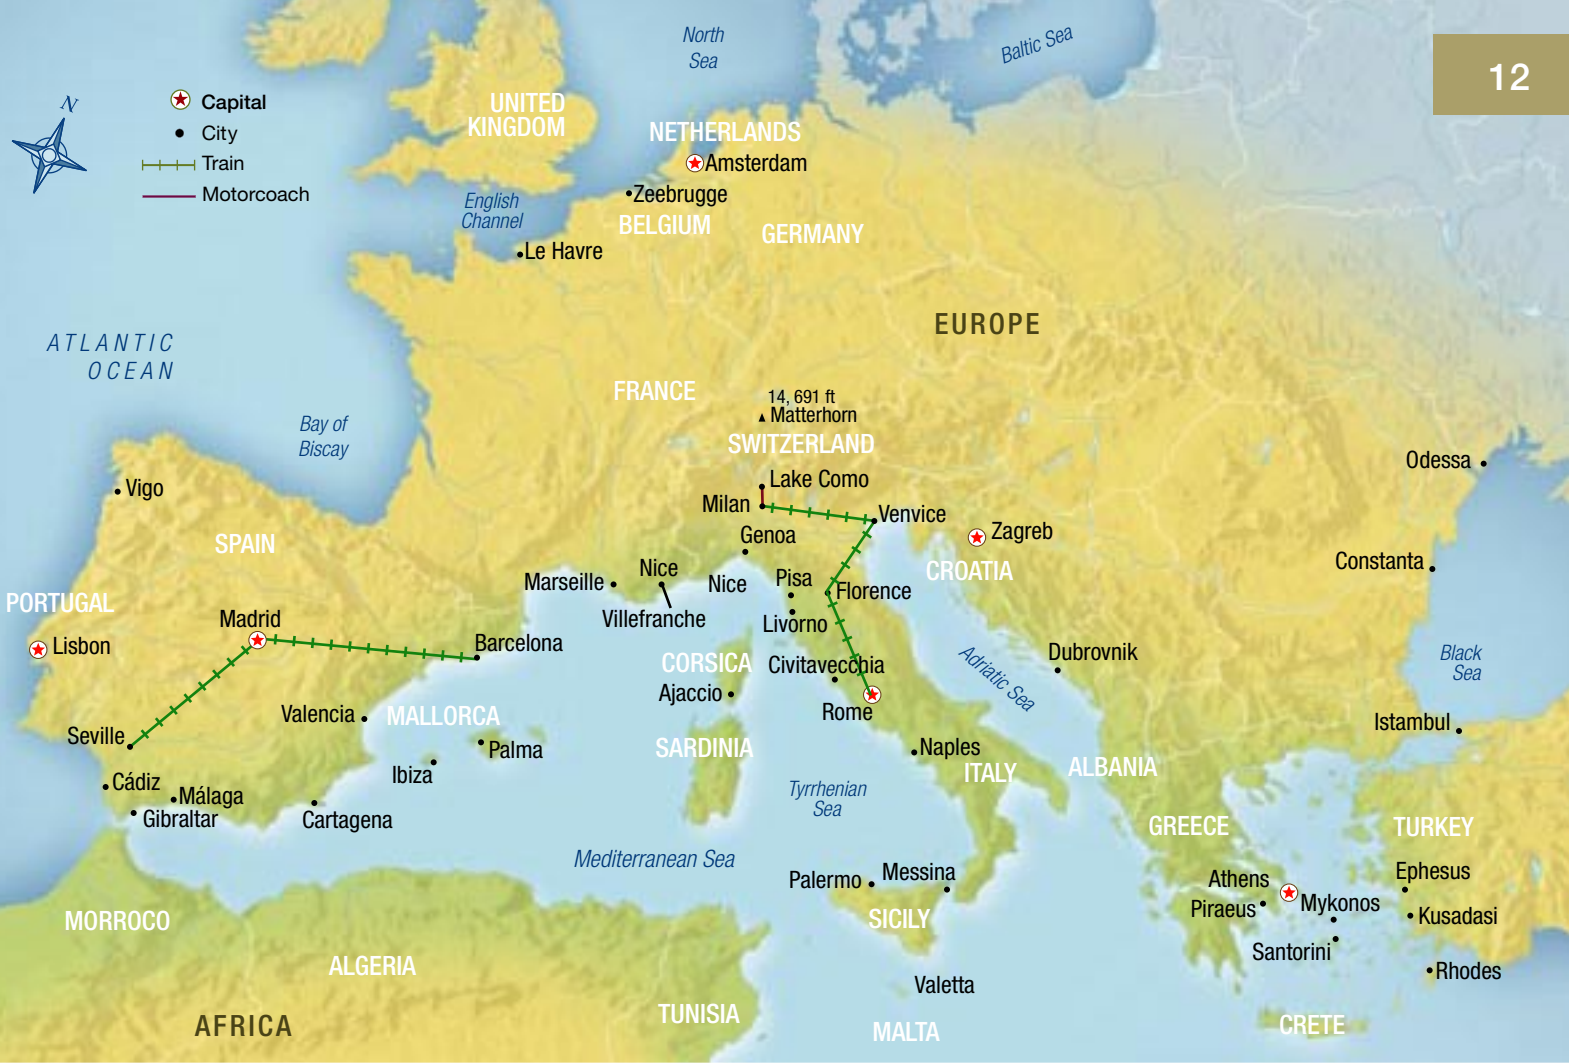 North
Sea
Baltic Sea
12
N
Capital
City
Train
Motorcoach
UNITED
KINGDOM
NETHERLANDS
Amsterdam
Zeebrugge
BELGIUM
GERMANY
English
Channel
Le Havre
EUROPE
ATLANTIC
OCEAN
FRANCE
14, 691 ft
Matterhorn
SWITZERLAND
Bay of
Biscay
Odessa
Lake Como
Vigo
Milan
Venvice
Genoa
Zagreb
SPAIN
Constanta
CROATIA
Marseille
Nice
Nice
Pisa
Florence
PORTUGAL
Madrid
Villefranche
Livorno
Lisbon
Barcelona
CORSICA
Civitavecchia
Adriatic Sea
Dubrovnik
Black
Sea
Ajaccio
Rome
Valencia
MALLORCA
Istambul
Seville
Palma
SARDINIA
Naples
ITALY
ALBANIA
Ibiza
Cádiz
Málaga
Tyrrhenian
Sea
Gibraltar
Cartagena
GREECE
TURKEY
Mediterranean Sea
Palermo
Messina
Athens
Ephesus
Piraeus
Mykonos
Kusadasi
MORROCO
SICILY
Santorini
ALGERIA
Rhodes
Valetta
AFRICA
TUNISIA
MALTA
CRETE